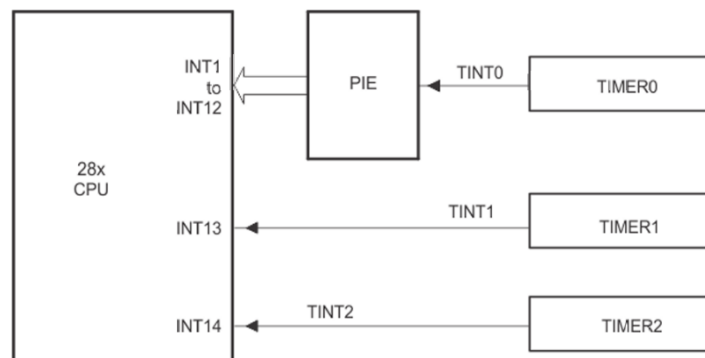 INT1
to
INT12
PIE
TINT0
TIMER0
28x
CPU
INT13
TINT1
TIMER1
INT14
TINT2
TIMER2